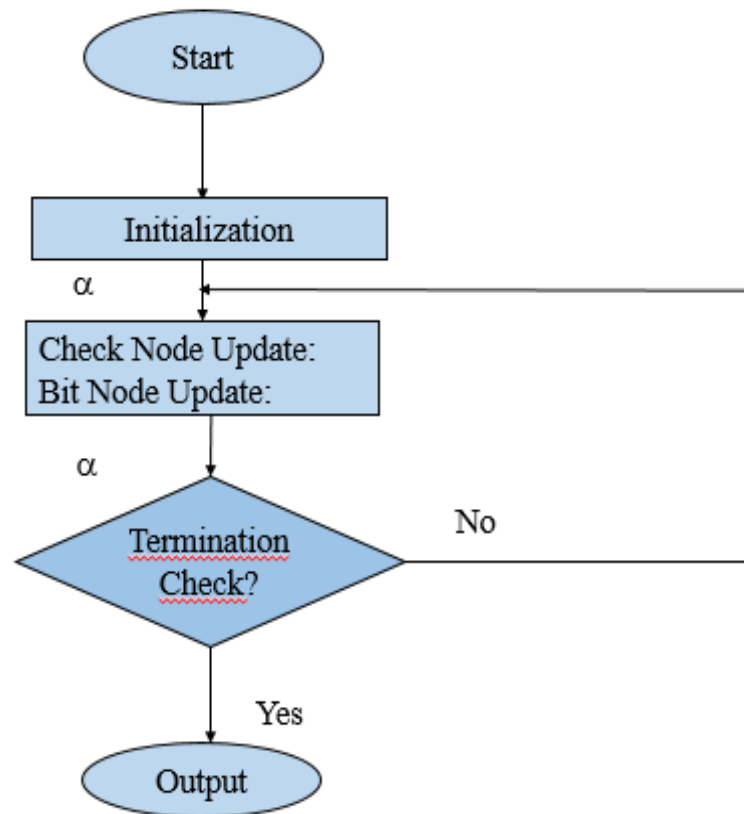 Start
Initialization
α
Check Node Update:
Bit Node Update:
α
Termination
Check?
No
Yes
Output